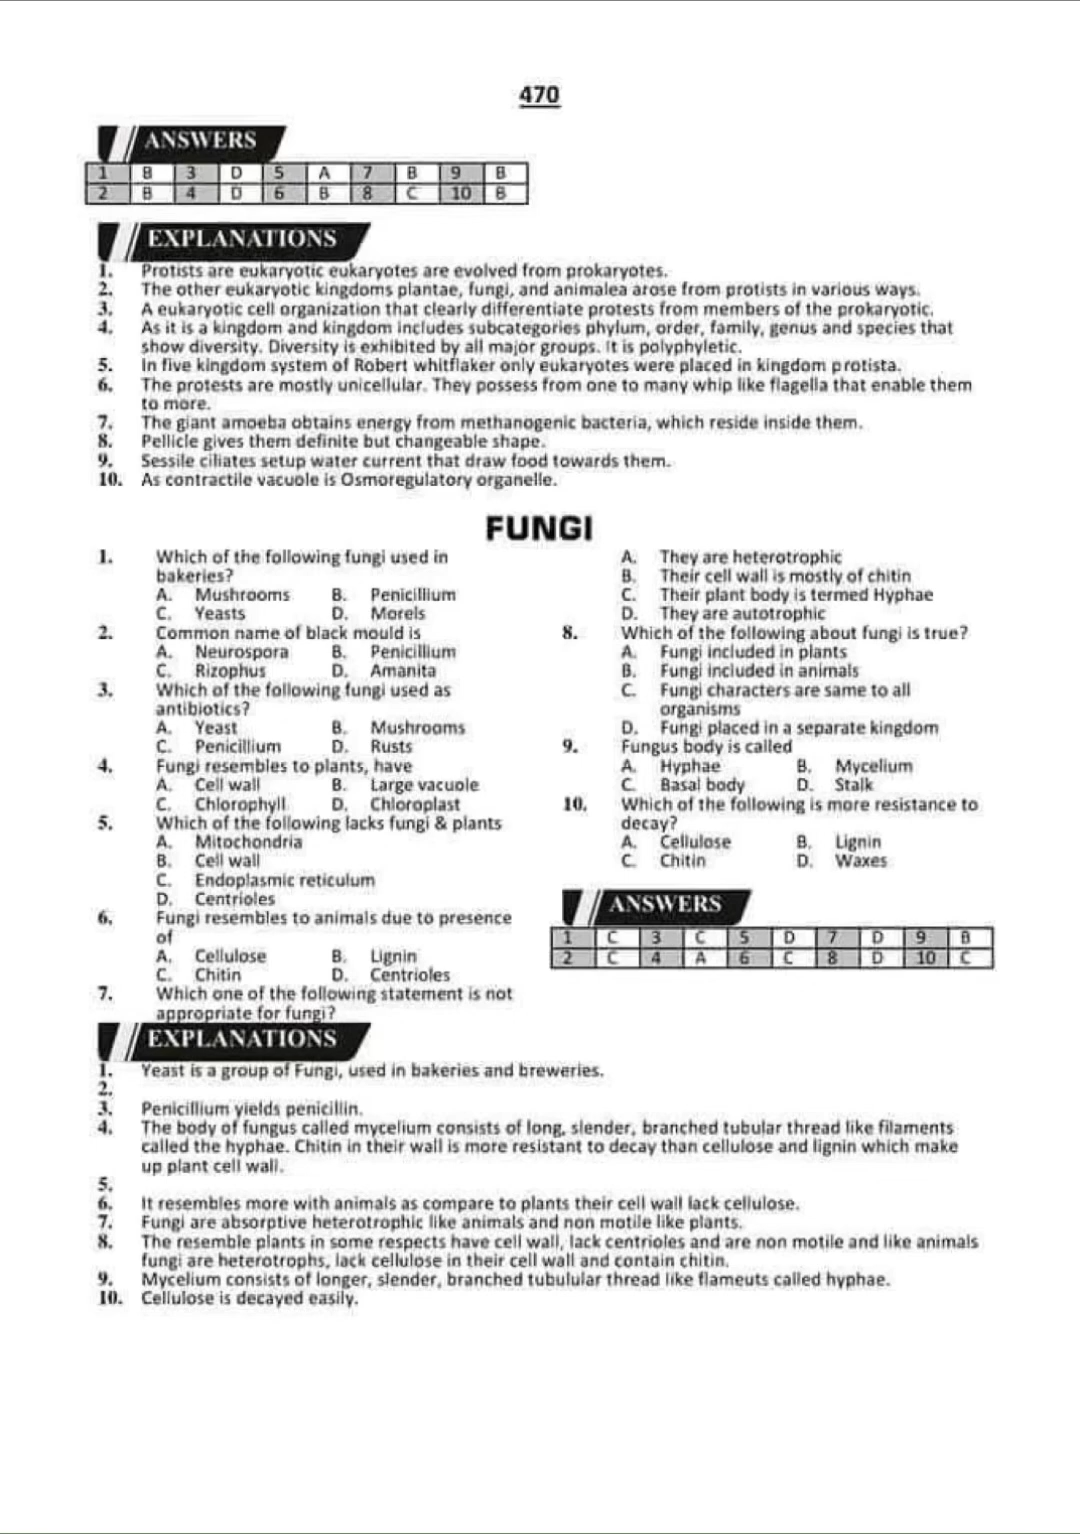 470
ANSWERS
1 B 3 D 5 A 7 B 9 B
2 B 4 D 6 B 8 C 10 B
EXPLANATIONS
1. Protists are eukaryotic eukaryotes are evolved from prokaryotes.
2. The other eukaryotic kingdoms plantae, fungi, and animalea arose from protists in various ways.
3. A eukaryotic cell organization that clearly differentiate protests from members of the prokaryotic.
4. As it is a kingdom and kingdom includes subcategories phylum, order, family, genus and species that
show diversity. Diversity is exhibited by all major groups. It is polyphyletic.
5. In five kingdom system of Robert whitflaker only eukaryotes were placed in kingdom protista.
6. The protests are mostly unicellular. They possess from one to many whip like flagella that enable them
to more.
7. The giant amoeba obtains energy from methanogenic bacteria, which reside inside them.
8. Pellicle gives them definite but changeable shape.
9. Sessile ciliates setup water current that draw food towards them.
10. As contractile vacuole is Osmoregulatory organelle.
FUNGI
1. Which of the following fungi used in
bakeries?
A. Mushrooms B. Penicillium
C. Yeasts D. Morels
2. Common name of black mould is
A. Neurospora B. Penicillium
C. Rizophus D. Amanita
3. Which of the following fungi used as
antibiotics?
A. Yeast B. Mushrooms
C. Penicillium D. Rusts
4. Fungi resembles to plants, have
A. Cell wall B. Large vacuole
C. Chlorophyll D. Chloroplast
5. Which of the following lacks fungi & plants
A. Mitochondria
B. Cell wall
C. Endoplasmic reticulum
D. Centrioles
6. Fungi resembles to animals due to presence
of
A. Cellulose B. Lignin
C. Chitin D. Centrioles
7. Which one of the following statement is not
appropriate for fungi?
A. They are heterotrophic
B. Their cell wall is mostly of chitin
C. Their plant body is termed Hyphae
D. They are autotrophic
8. Which of the following about fungi is true?
A. Fungi included in plants
B. Fungi included in animals
C. Fungi characters are same to all
organisms
D. Fungi placed in a separate kingdom
9. Fungus body is called
A. Hyphae B. Mycelium
C. Basal body D. Stalk
10. Which of the following is more resistance to
decay?
A. Cellulose B. Lignin
C. Chitin D. Waxes
ANSWERS
1 C 3 C 5 D 7 D 9 B
2 C 4 A 6 C 8 D 10 C
EXPLANATIONS
1. Yeast is a group of Fungi, used in bakeries and breweries.
2.
3. Penicillium yields penicillin.
4. The body of fungus called mycelium consists of long, slender, branched tubular thread like filaments
called the hyphae. Chitin in their wall is more resistant to decay than cellulose and lignin which make
up plant cell wall.
5.
6. It resembles more with animals as compare to plants their cell wall lack cellulose.
7. Fungi are absorptive heterotrophic like animals and non motile like plants.
8. The resemble plants in some respects have cell wall, lack centrioles and are non motile and like animals
fungi are heterotrophs, lack cellulose in their cell wall and contain chitin.
9. Mycelium consists of longer, slender, branched tubulular thread like flameuts called hyphae.
10. Cellulose is decayed easily.